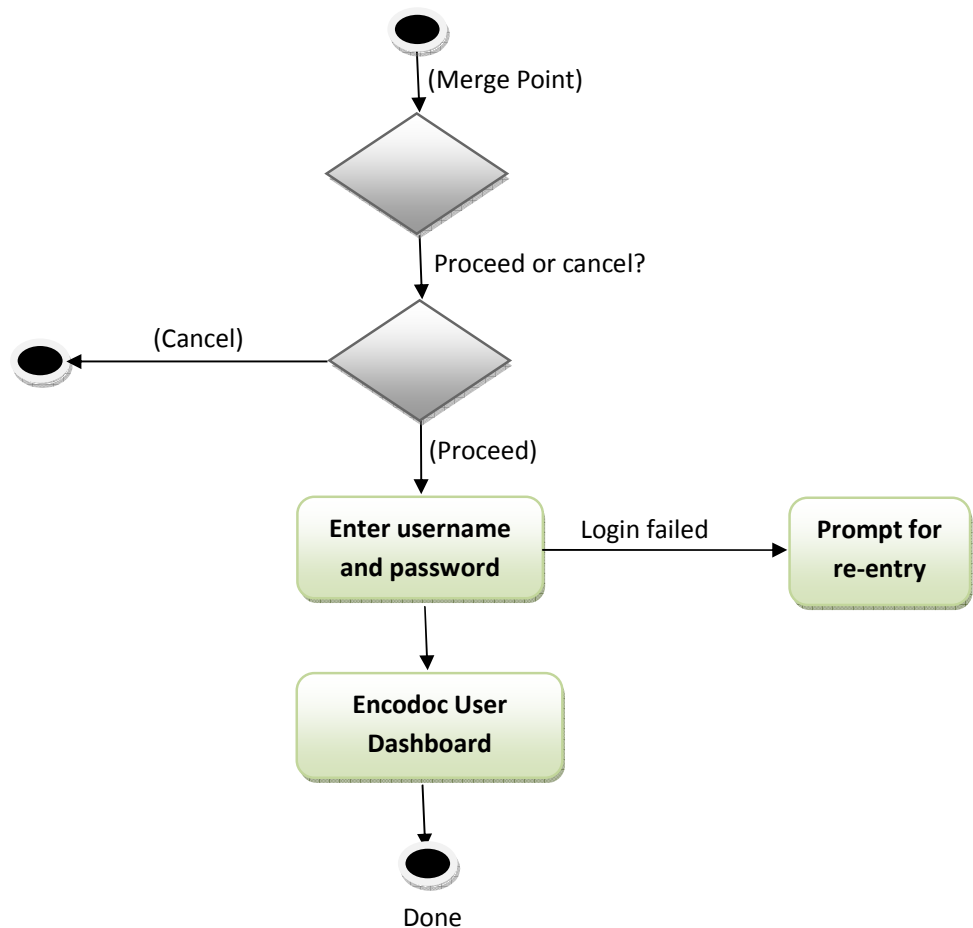 (Merge Point)
Proceed or cancel?
(Cancel)
(Proceed)
Enter username
and password
Login failed
Prompt for
re-entry
Encodoc User
Dashboard
Done